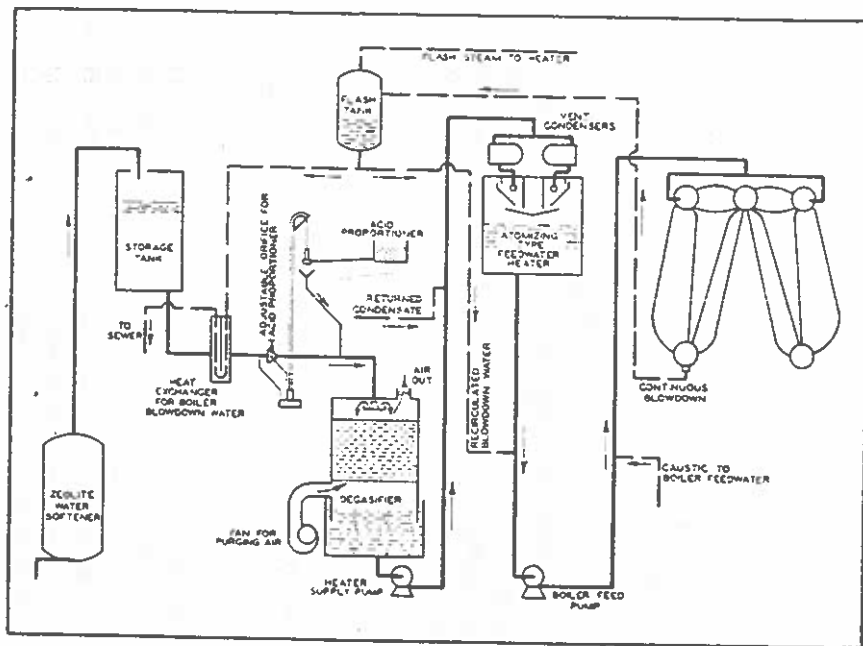 FLASH STEAM TO HEATER
FLASH
TANK
VENT
CONDENSERS
STORAGE
TANK
ADJUSTABLE ORIFICE FOR
ACID PROPORTIONER
ACID
PROPORTIONER
ATOMIZING
TYPE
FEEDWATER
HEATER
RETURNED
CONDENSATE
TO
SEWER
HEAT
EXCHANGER
FOR BOILER
BLOWDOWN WATER
AIR
OUT
RECIRCULATED
BLOWDOWN WATER
CONTINUOUS
BLOWDOWN
ZEOLITE
WATER
SOFTENER
DEGASIFIER
CAUSTIC TO
BOILER FEEDWATER
FAN FOR
PURGING AIR
HEATER
SUPPLY PUMP
BOILER FEED
PUMP